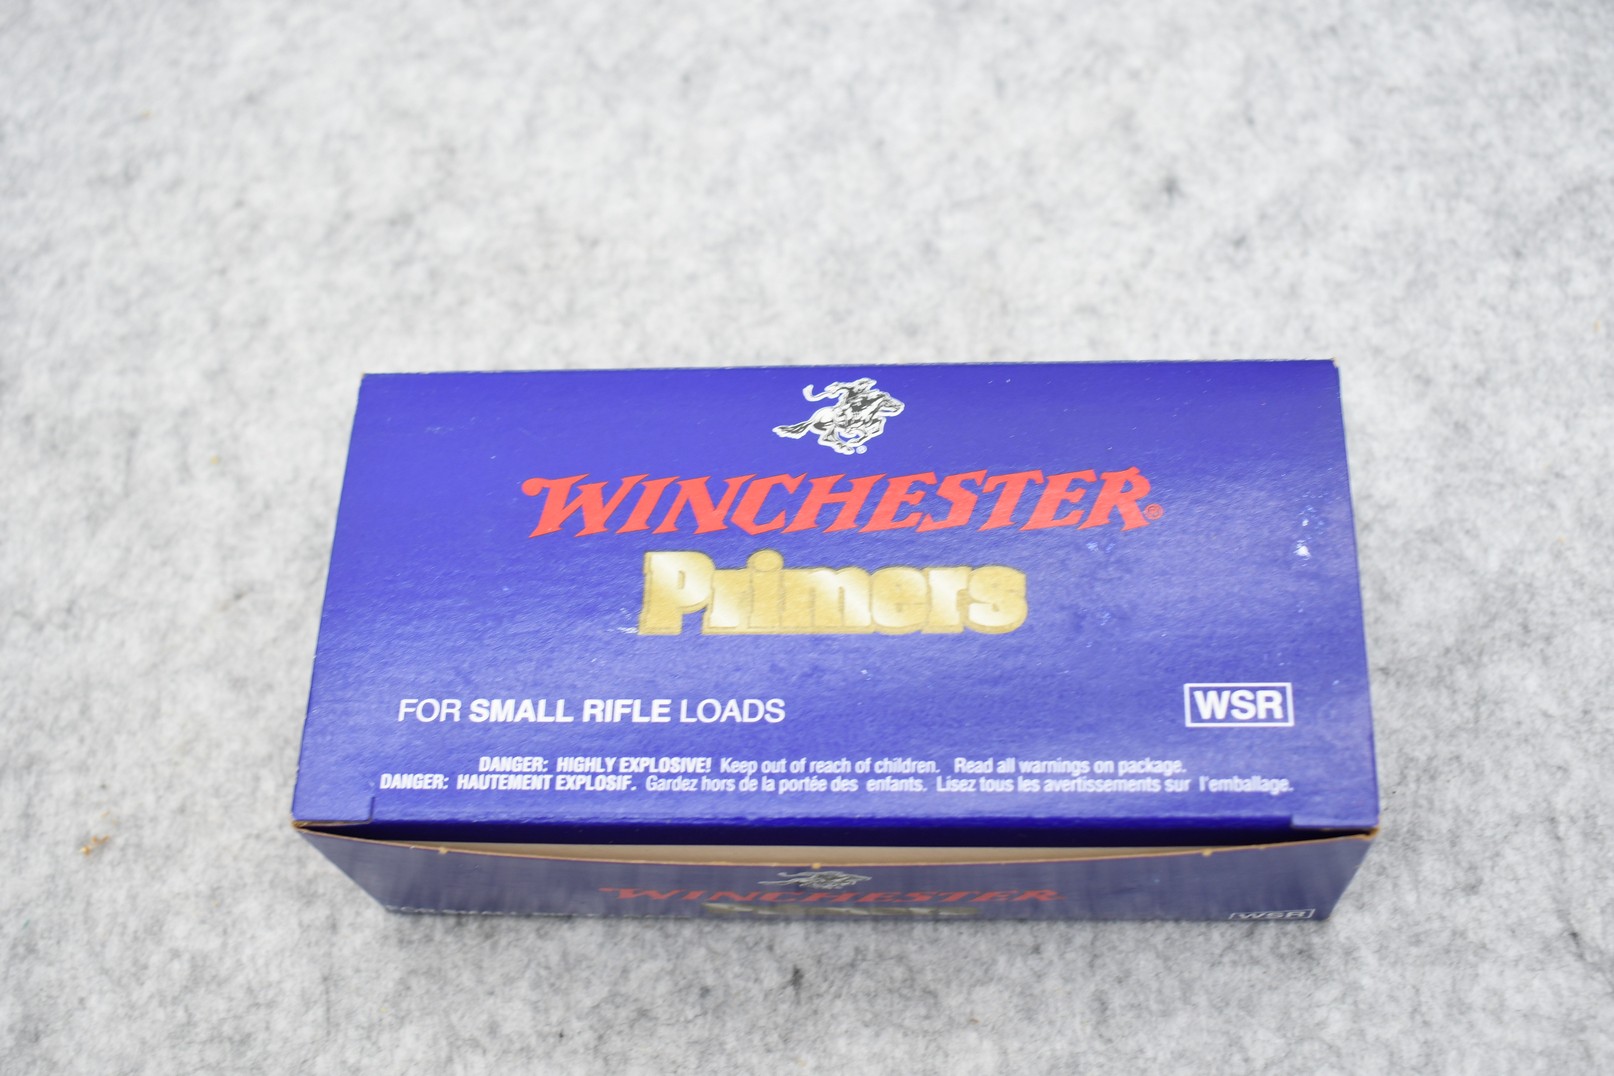 WINCHESTER®
Primers
FOR SMALL RIFLE LOADS
WSR
DANGER: HIGHLY EXPLOSIVE! Keep out of reach of children. Read all warnings on package.
DANGER: HAUTEMENT EXPLOSIF. Gardez hors de la portée des enfants. Lisez tous les avertissements sur l'emballage.
WINCHESTER
WSR